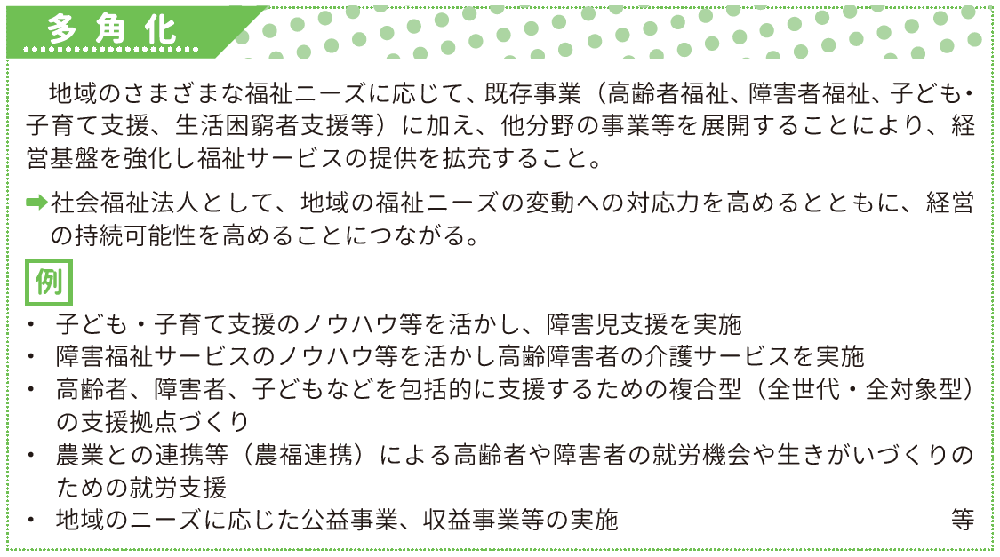 多角化
地域のさまざまな福祉ニーズに応じて、既存事業（高齢者福祉、障害者福祉、子ども・
子育て支援、生活困窮者支援等）に加え、他分野の事業等を展開することにより、経
営基盤を強化し福祉サービスの提供を拡充すること。
➡社会福祉法人として、地域の福祉ニーズの変動への対応力を高めるとともに、経営
の持続可能性を高めることにつながる。
例
・ 子ども・子育て支援のノウハウ等を活かし、障害児支援を実施
・ 障害福祉サービスのノウハウ等を活かし高齢障害者の介護サービスを実施
・ 高齢者、障害者、子どもなどを包括的に支援するための複合型（全世代・全対象型）
の支援拠点づくり
・ 農業との連携等（農福連携）による高齢者や障害者の就労機会や生きがいづくりの
ための就労支援
・ 地域のニーズに応じた公益事業、収益事業等の実施 等